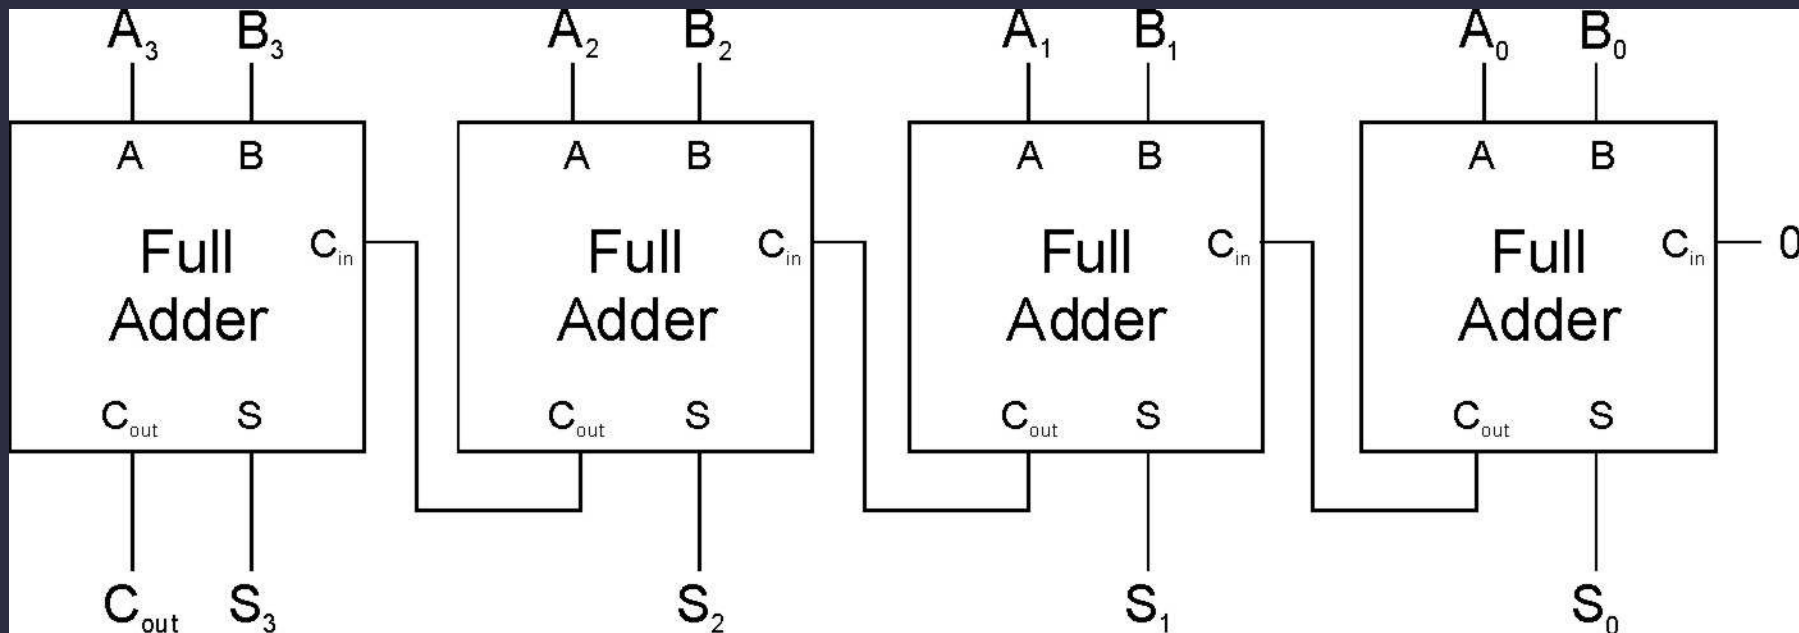 A₃ B₃ A₂ B₂ A₁ B₁ A₀ B₀
A B A B A B A B
Full Cᵢₙ Full Cᵢₙ Full Cᵢₙ Full Cᵢₙ 0
Adder Adder Adder Adder
Cout S Cout S Cout S Cout S
Cout S₃ S₂ S₁ S₀